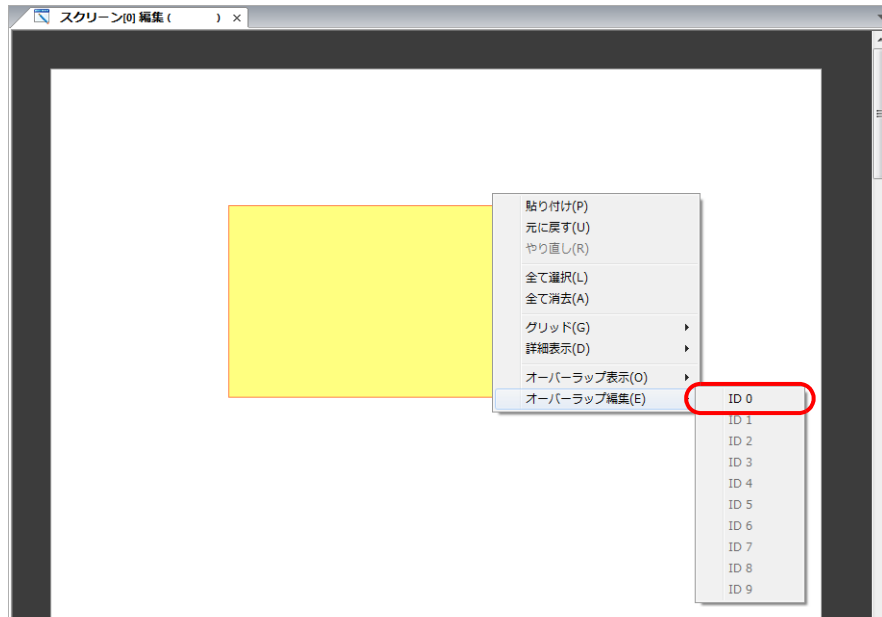 スクリーン[0] 編集 ( )
貼り付け(P)
元に戻す(U)
やり直し(R)
全て選択(L)
全て消去(A)
グリッド(G)
詳細表示(D)
オーバーラップ表示(O)
オーバーラップ編集(E)
ID 0
ID 1
ID 2
ID 3
ID 4
ID 5
ID 6
ID 7
ID 8
ID 9